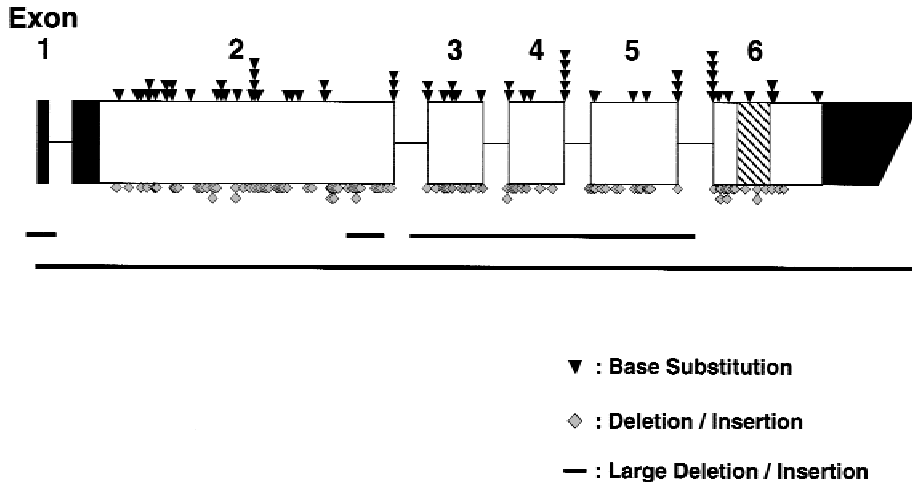 Exon
1 2 3 4 5 6
: Base Substitution
: Deletion / Insertion
: Large Deletion / Insertion